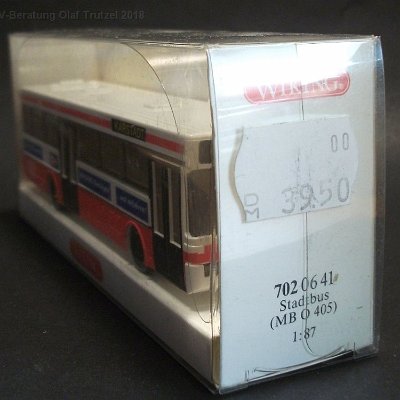 V-Beratung Olaf Trutzel 2018
WIKING
00
DM 39.50
702 06 41
Stadtbus
(MB O 405)
1:87